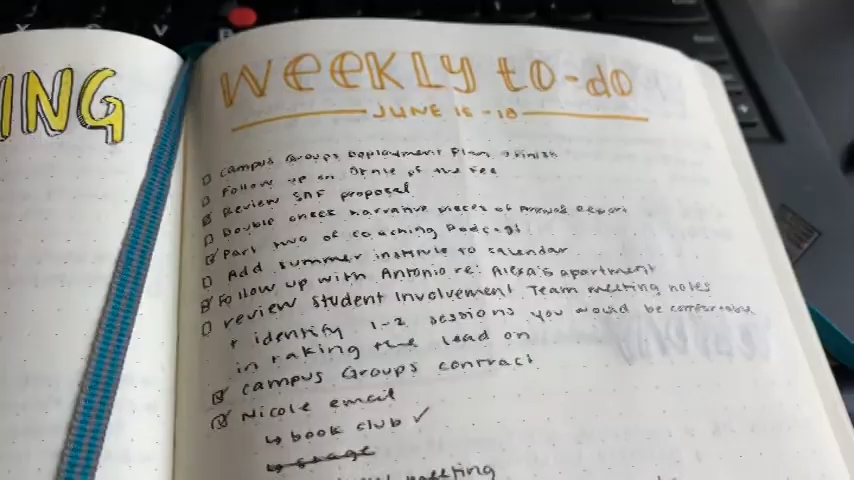 ING
WEEKLY to-do
JUNE 15-18
Campus Groups Deployment Plan → Finish
Follow up on State of the Fee
Review SAF proposal
Double check narrative pieces of annual report
Part two of coaching Podcast
Add summer institute to calendar
Follow up with Antonio re: Alexa's apartment
review Student Involvement Team meeting notes
+ identify 1-2 sessions you would be comfortable
in taking the lead on
Campus Groups contract
Nicole email
↳ book club ✓
↳ stage
meeting